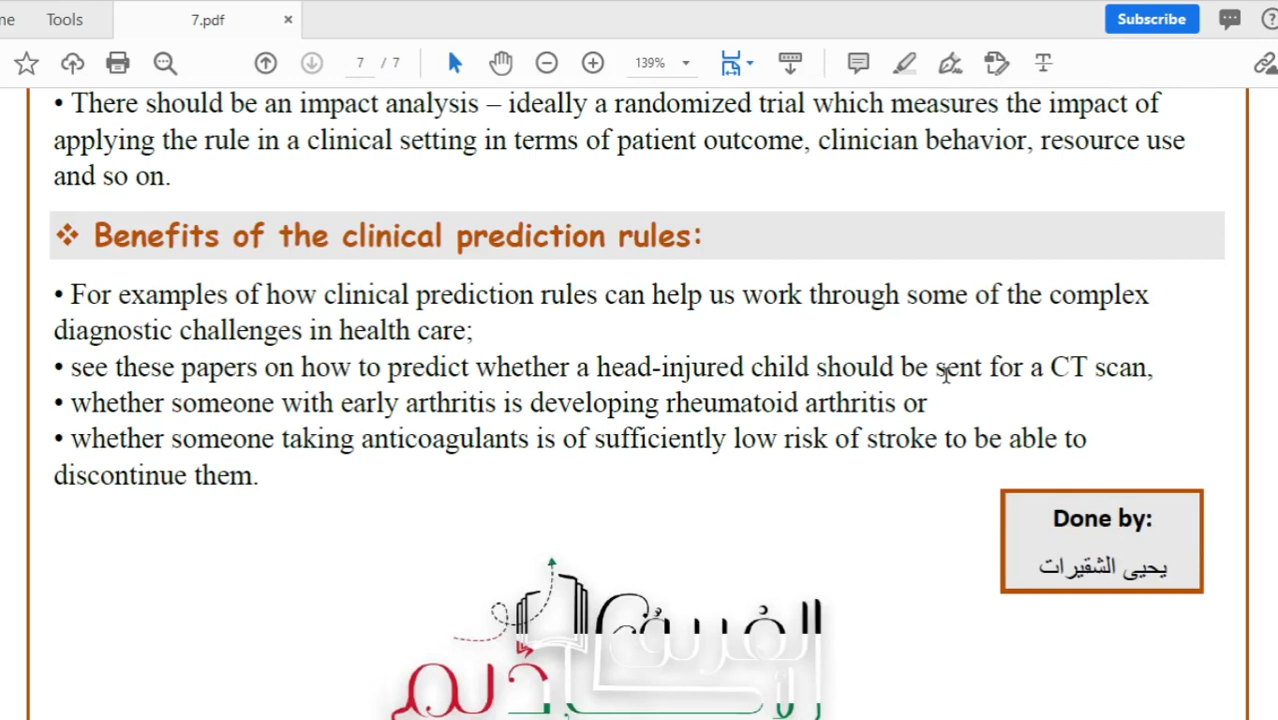 me Tools 7.pdf × Subscribe
7 / 7 139%
• There should be an impact analysis – ideally a randomized trial which measures the impact of
applying the rule in a clinical setting in terms of patient outcome, clinician behavior, resource use
and so on.
❖ Benefits of the clinical prediction rules:
• For examples of how clinical prediction rules can help us work through some of the complex
diagnostic challenges in health care;
• see these papers on how to predict whether a head-injured child should be sent for a CT scan,
• whether someone with early arthritis is developing rheumatoid arthritis or
• whether someone taking anticoagulants is of sufficiently low risk of stroke to be able to
discontinue them.
Done by:
يحيى الشقيرات
الفريق